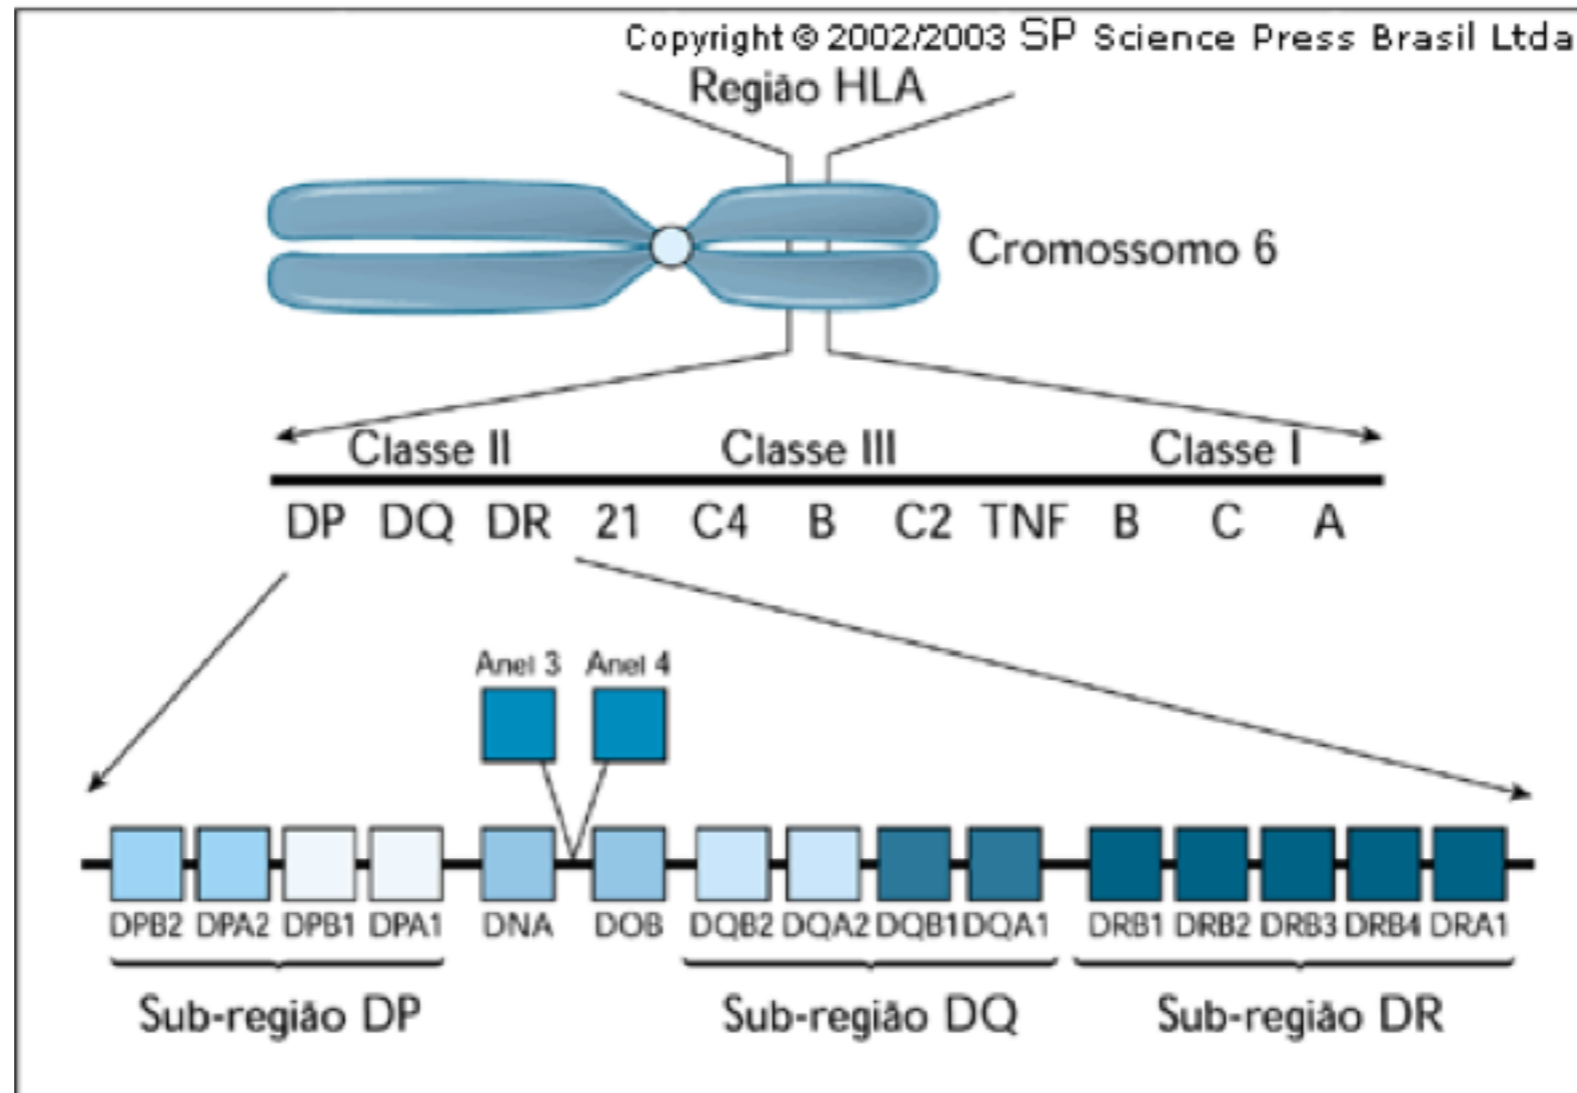 Copyright © 2002/2003 SP Science Press Brasil Ltda
Região HLA
Cromossomo 6
Classe II Classe III Classe I
DP DQ DR 21 C4 B C2 TNF B C A
Anel 3 Anel 4
DPB2 DPA2 DPB1 DPA1 DNA DOB DQB2 DQA2 DQB1 DQA1 DRB1 DRB2 DRB3 DRB4 DRA1
Sub-região DP Sub-região DQ Sub-região DR